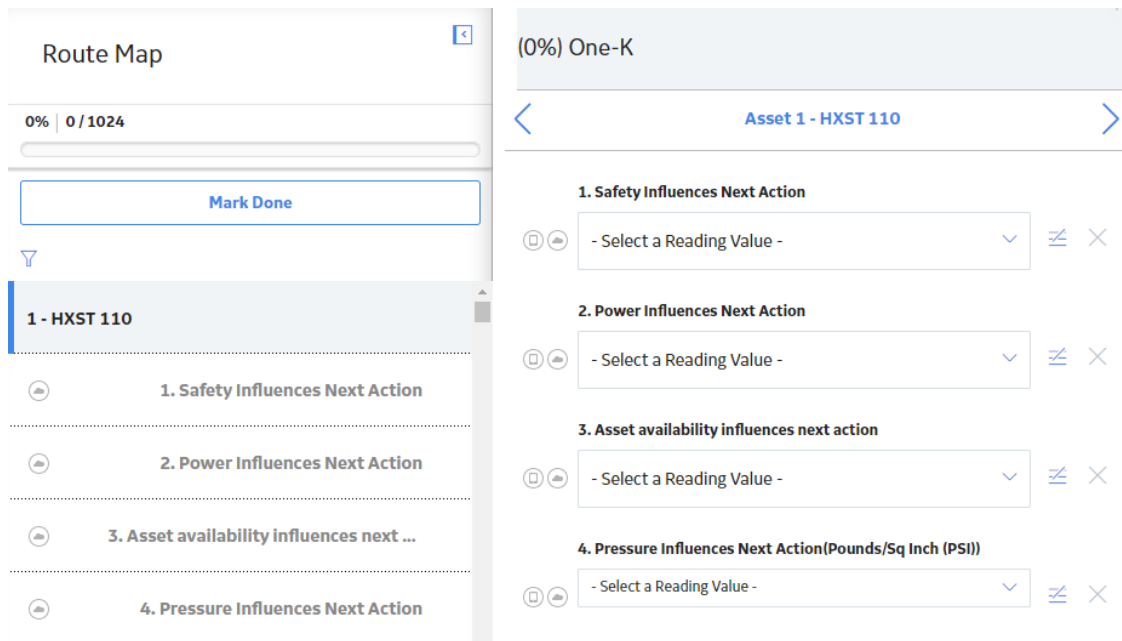 Route Map
0% 0 / 1024
Mark Done
1 - HXST 110
1. Safety Influences Next Action
2. Power Influences Next Action
3. Asset availability influences next ...
4. Pressure Influences Next Action
(0%) One-K
Asset 1 - HXST 110
1. Safety Influences Next Action
- Select a Reading Value -
2. Power Influences Next Action
- Select a Reading Value -
3. Asset availability influences next action
- Select a Reading Value -
4. Pressure Influences Next Action(Pounds/Sq Inch (PSI))
- Select a Reading Value -